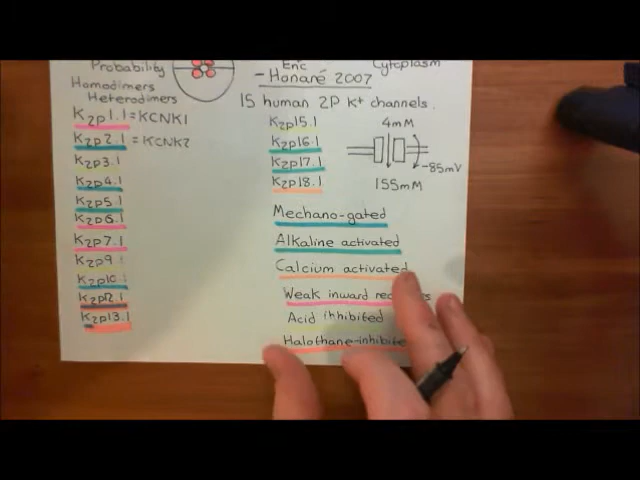 Probability
Homodimers
Heterodimers
K2p1.1 = KCNK1
K2p2.1 = KCNK2
K2p3.1
K2p4.1
K2p5.1
K2p6.1
K2p7.1
K2p9.1
K2p10.1
K2p12.1
K2p13.1
Eric
Cytoplasm
- Honoré 2007
15 human 2P K+ channels.
K2p15.1
K2p16.1
K2p17.1
K2p18.1
4mM
-85mV
155mM
Mechano-gated
Alkaline activated
Calcium activated
Weak inward
Acid inhibited
Halothane-inhibite